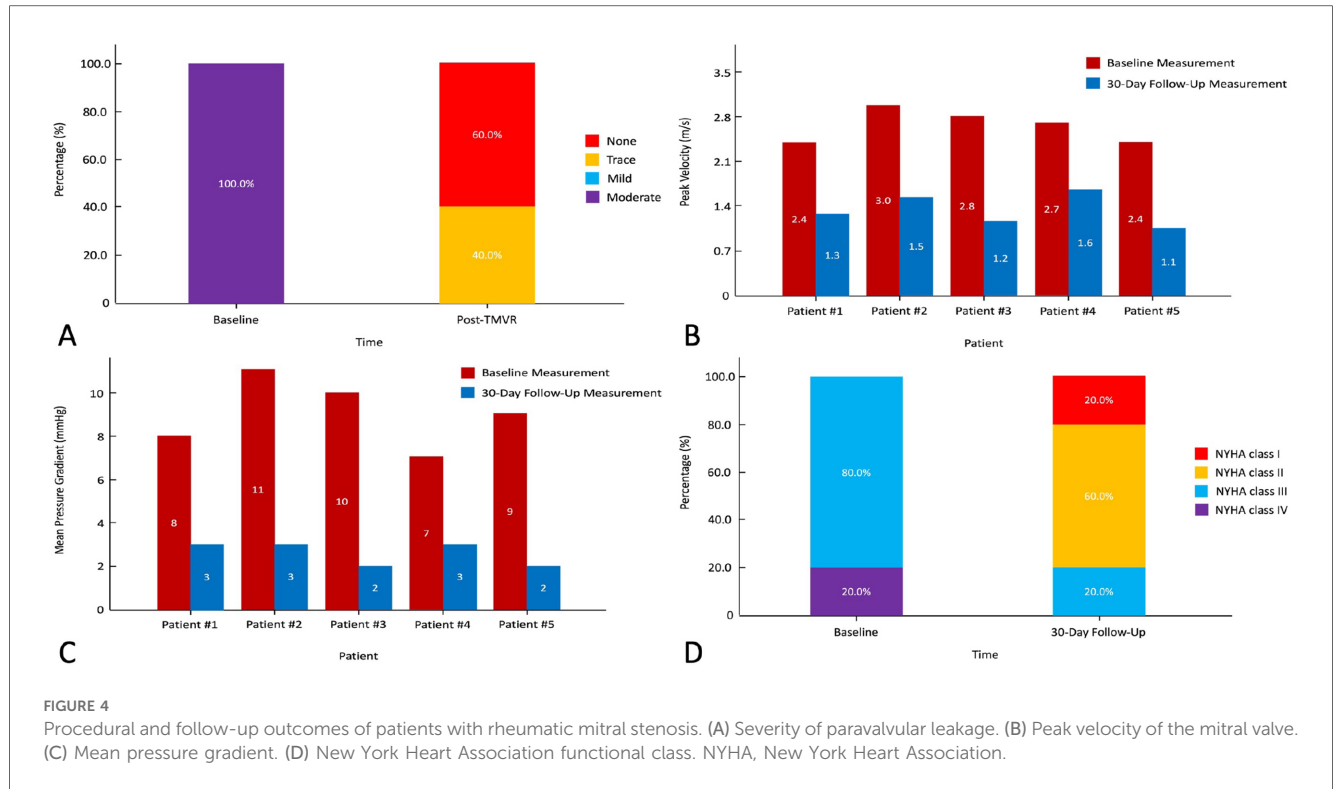 100.0
80.0
60.0
40.0
20.0
0
Percentage (%)
100.0%
60.0%
40.0%
None
Trace
Mild
Moderate
Baseline
Post-TMVR
Time
A
3.5
2.8
2.1
1.4
0.7
0
Peak Velocity (m/s)
Baseline Measurement
30-Day Follow-Up Measurement
2.4
1.3
3.0
1.5
2.8
1.2
2.7
1.6
2.4
1.1
Patient #1
Patient #2
Patient #3
Patient #4
Patient #5
Patient
B
10
8
6
4
2
0
Mean Pressure Gradient (mmHg)
Baseline Measurement
30-Day Follow-Up Measurement
8
3
11
3
10
2
7
3
9
2
Patient #1
Patient #2
Patient #3
Patient #4
Patient #5
Patient
C
100.0
80.0
60.0
40.0
20.0
0
Percentage (%)
80.0%
20.0%
20.0%
60.0%
20.0%
NYHA class I
NYHA class II
NYHA class III
NYHA class IV
Baseline
30-Day Follow-Up
Time
D
FIGURE 4
Procedural and follow-up outcomes of patients with rheumatic mitral stenosis. (A) Severity of paravalvular leakage. (B) Peak velocity of the mitral valve.
(C) Mean pressure gradient. (D) New York Heart Association functional class. NYHA, New York Heart Association.